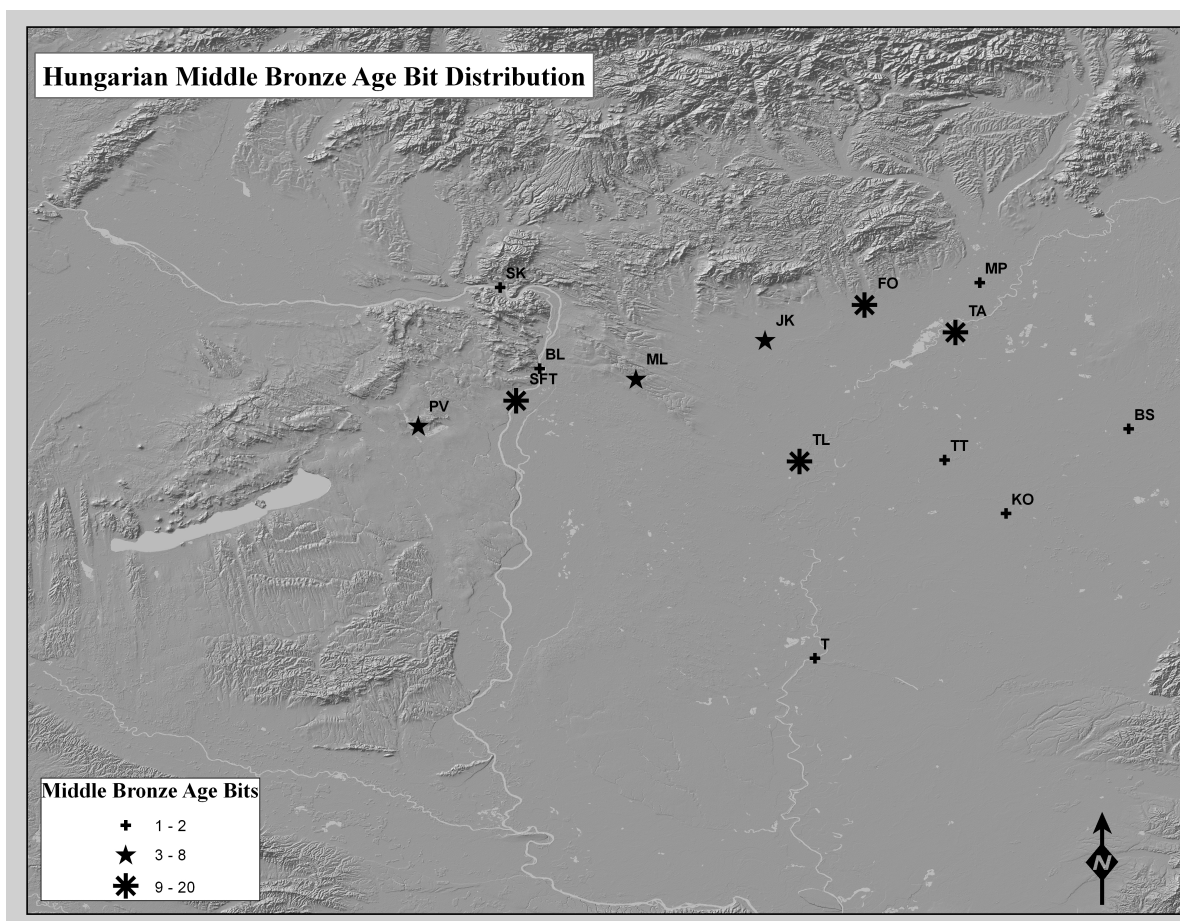 Hungarian Middle Bronze Age Bit Distribution
SK
MP
FO
TA
JK
BL
ML
SFT
PV
BS
TL
TT
KO
T
Middle Bronze Age Bits
1 - 2
3 - 8
9 - 20
N